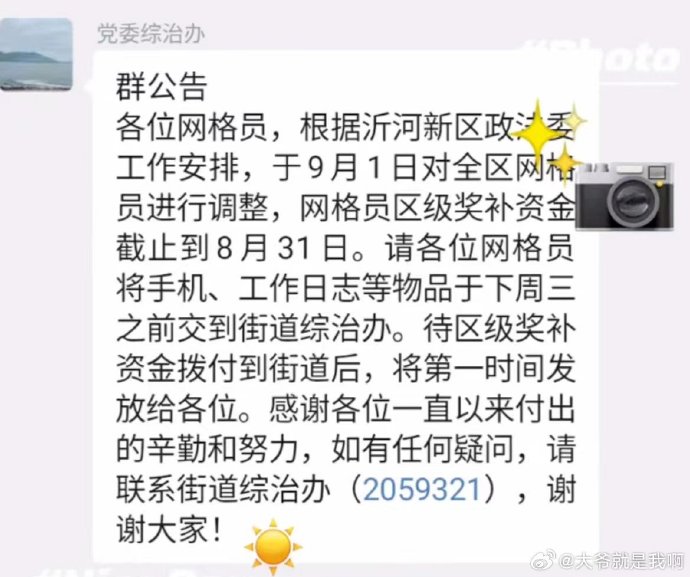 党委综治办
群公告
各位网格员，根据沂河新区政法委
工作安排，于9月1日对全区网格
员进行调整，网格员区级奖补资金
截止到8月31日。请各位网格员
将手机、工作日志等物品于下周三
之前交到街道综治办。待区级奖补
资金拨付到街道后，将第一时间发
放给各位。感谢各位一直以来付出
的辛勤和努力，如有任何疑问，请
联系街道综治办（2059321），谢
谢大家！
@大爷就是我啊